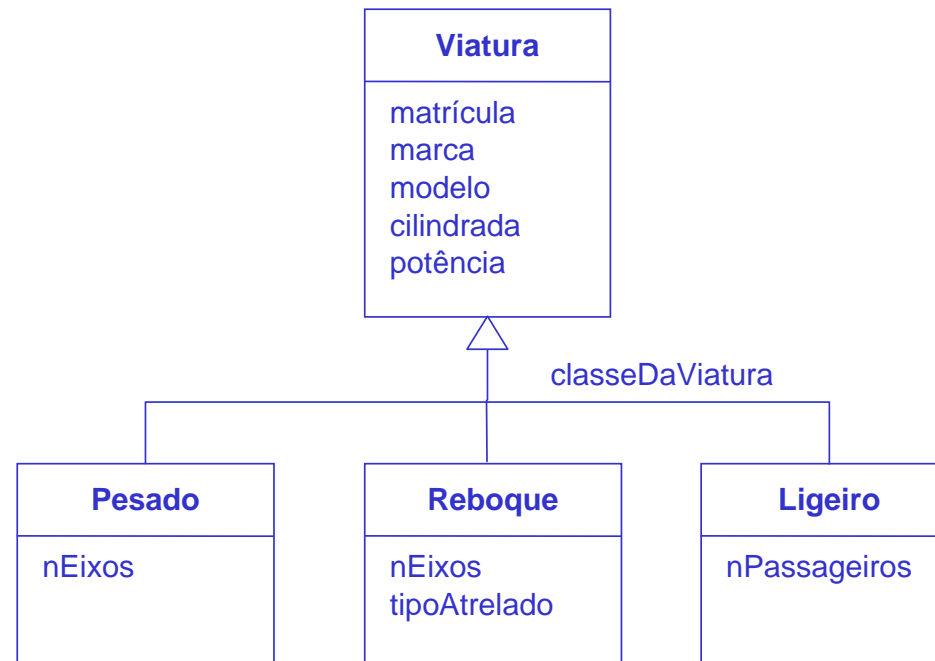 Viatura
matrícula
marca
modelo
cilindrada
potência
classeDaViatura
Pesado
nEixos
Reboque
nEixos
tipoAtrelado
Ligeiro
nPassageiros